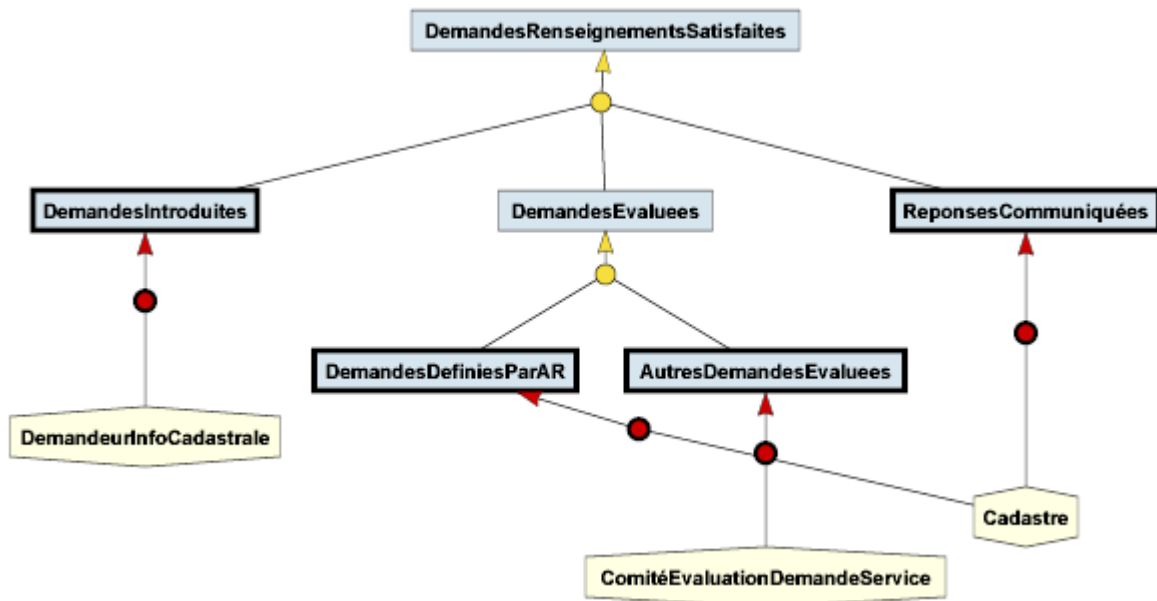 DemandesRenseignementsSatisfaites
DemandesIntroduites
DemandesEvaluees
ReponsesCommuniquées
DemandesDefiniesParAR
AutresDemandesEvaluees
DemandeurInfoCadastrale
Cadastre
ComitéEvaluationDemandeService